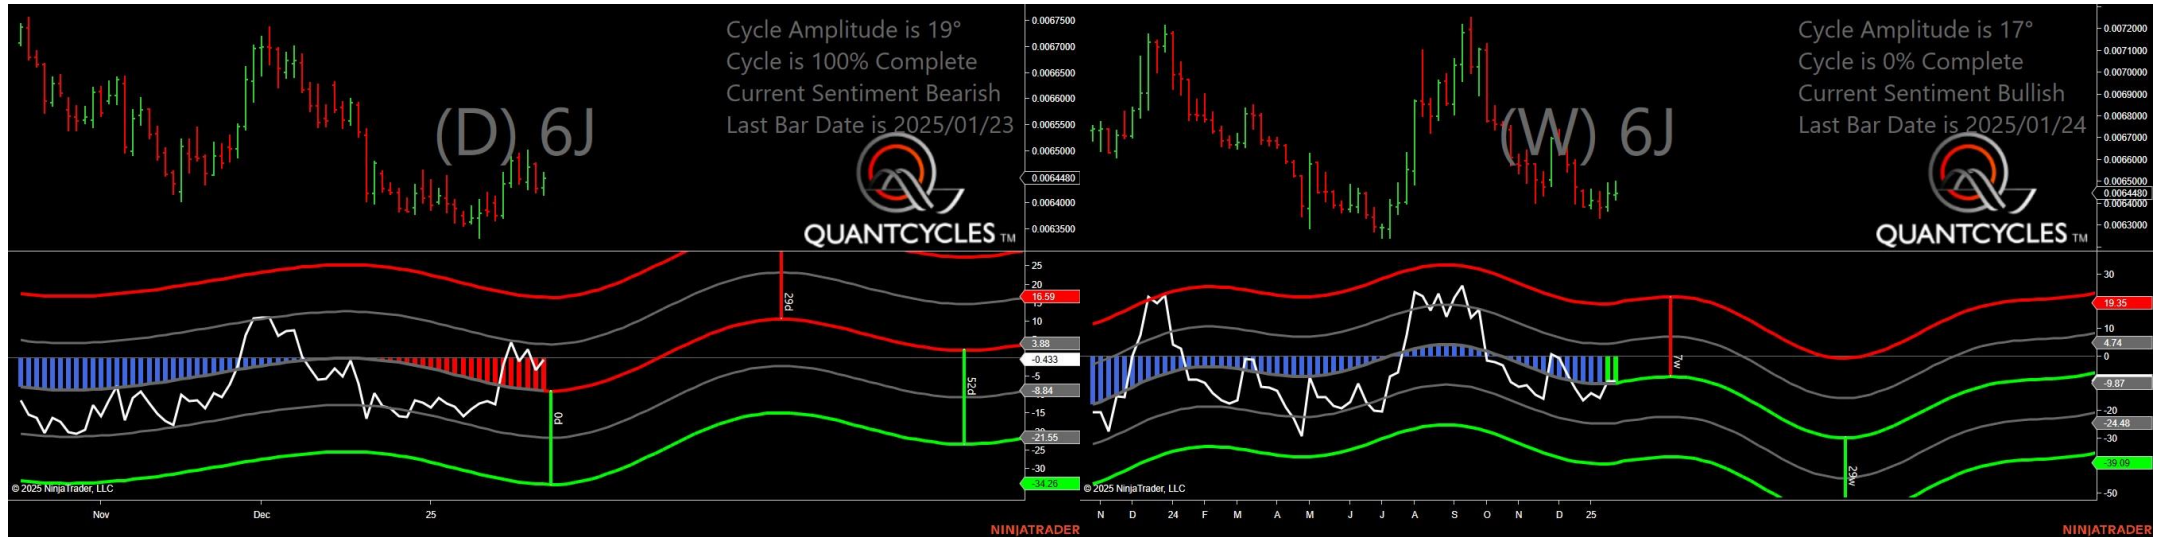 Cycle Amplitude is 19°
Cycle is 100% Complete
Current Sentiment Bearish
Last Bar Date is 2025/01/23
(D) 6J
QUANTCYCLES TM
0.0067500
0.0067000
0.0066500
0.0066000
0.0065500
0.0065000
0.0064480
0.0064000
0.0063500
25
20
16.59
10
3.88
-0.433
-5
-8.84
-15
-21.55
-25
-30
-34.26
29d
0d
52d
© 2025 NinjaTrader, LLC
Nov
Dec
25
NINJATRADER
Cycle Amplitude is 17°
Cycle is 0% Complete
Current Sentiment Bullish
Last Bar Date is 2025/01/24
(W) 6J
QUANTCYCLES TM
0.0072000
0.0071000
0.0070000
0.0069000
0.0068000
0.0067000
0.0066000
0.0065000
0.0064480
0.0064000
0.0063000
30
19.35
10
4.74
0
-9.87
-20
-24.48
-30
-39.09
-50
7w
29w
© 2025 NinjaTrader, LLC
N D 24 F M A M J J A S O N D 25
NINJATRADER